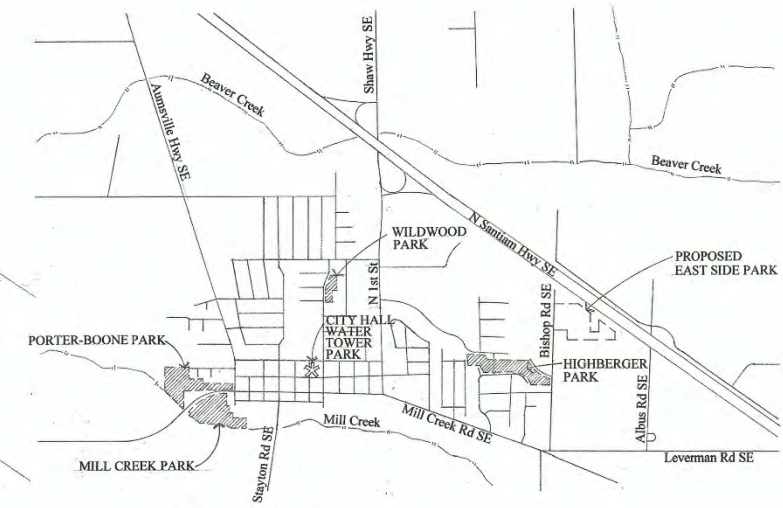 Shaw Hwy SE
Aumsville Hwy SE
Beaver Creek
Beaver Creek
N Santiam Hwy SE
WILDWOOD
PARK
N 1st St
PROPOSED
EAST SIDE PARK
CITY HALL
WATER
TOWER
PARK
Bishop Rd SE
PORTER-BOONE PARK
HIGHBERGER
PARK
Albus Rd SE
Mill Creek Rd SE
Mill Creek
Stayton Rd SE
MILL CREEK PARK
Leverman Rd SE